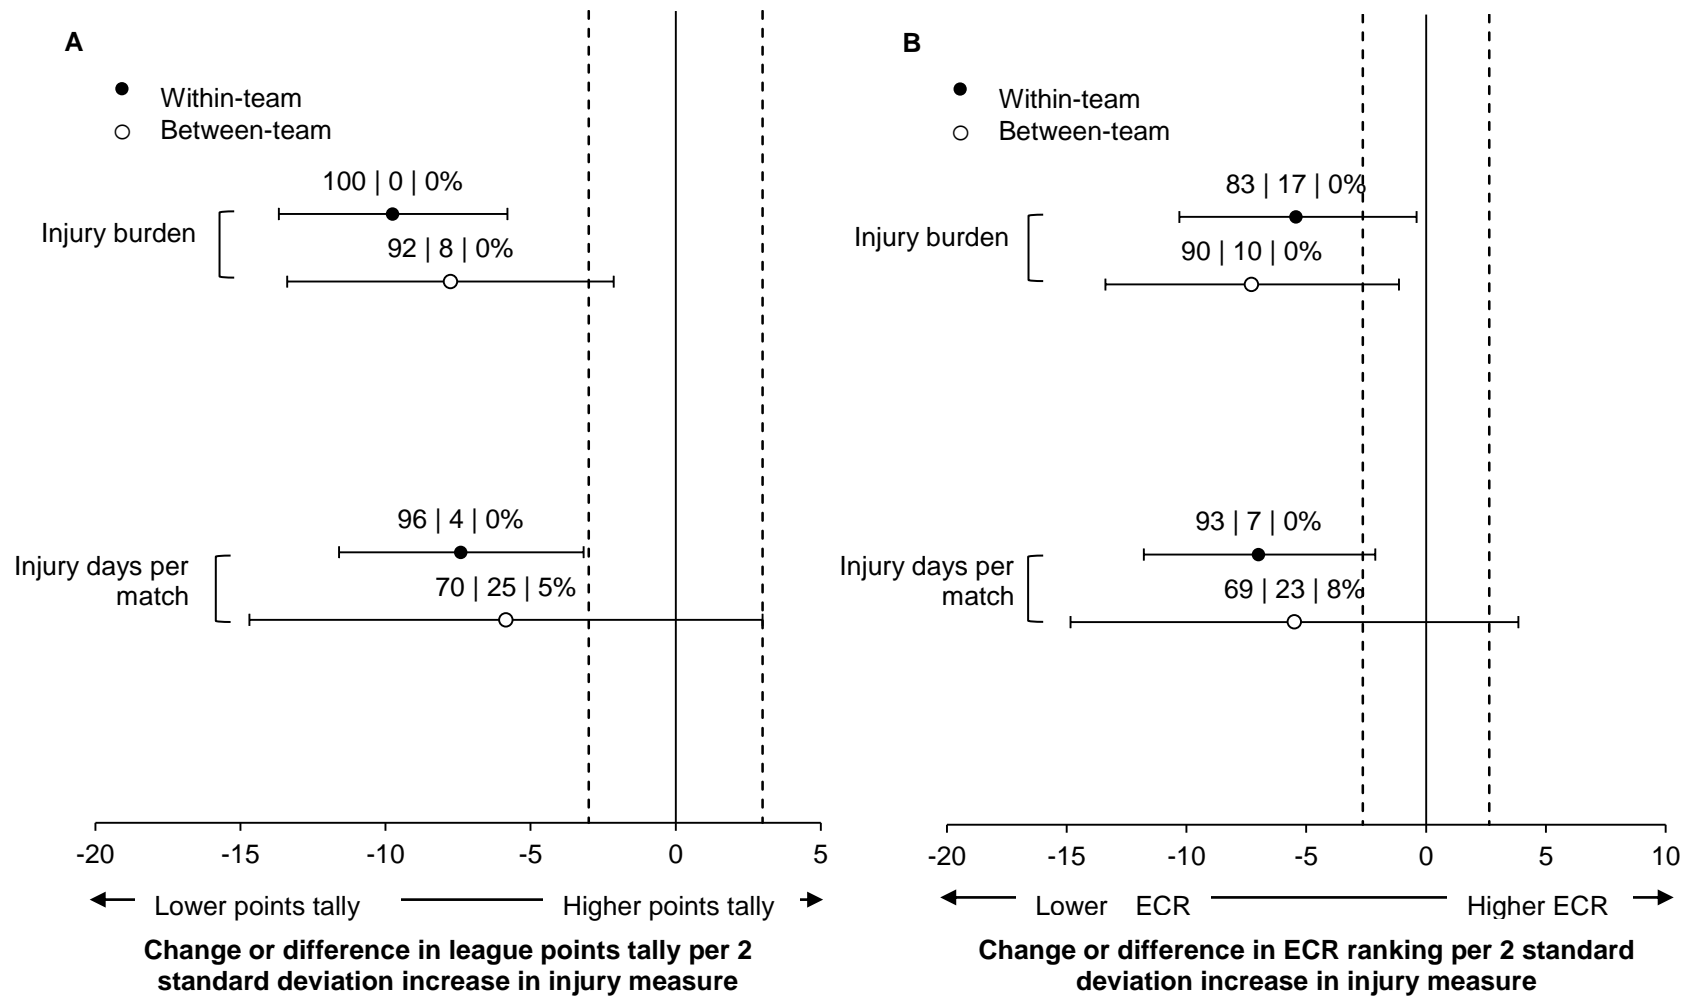 A
Within-team
Between-team
100 | 0 | 0%
Injury burden
92 | 8 | 0%
96 | 4 | 0%
Injury days per
match
70 | 25 | 5%
-20 -15 -10 -5 0 5
Lower points tally Higher points tally
Change or difference in league points tally per 2
standard deviation increase in injury measure
B
Within-team
Between-team
83 | 17 | 0%
Injury burden
90 | 10 | 0%
93 | 7 | 0%
Injury days per
match
69 | 23 | 8%
-20 -15 -10 -5 0 5 10
Lower ECR Higher ECR
Change or difference in ECR ranking per 2 standard
deviation increase in injury measure